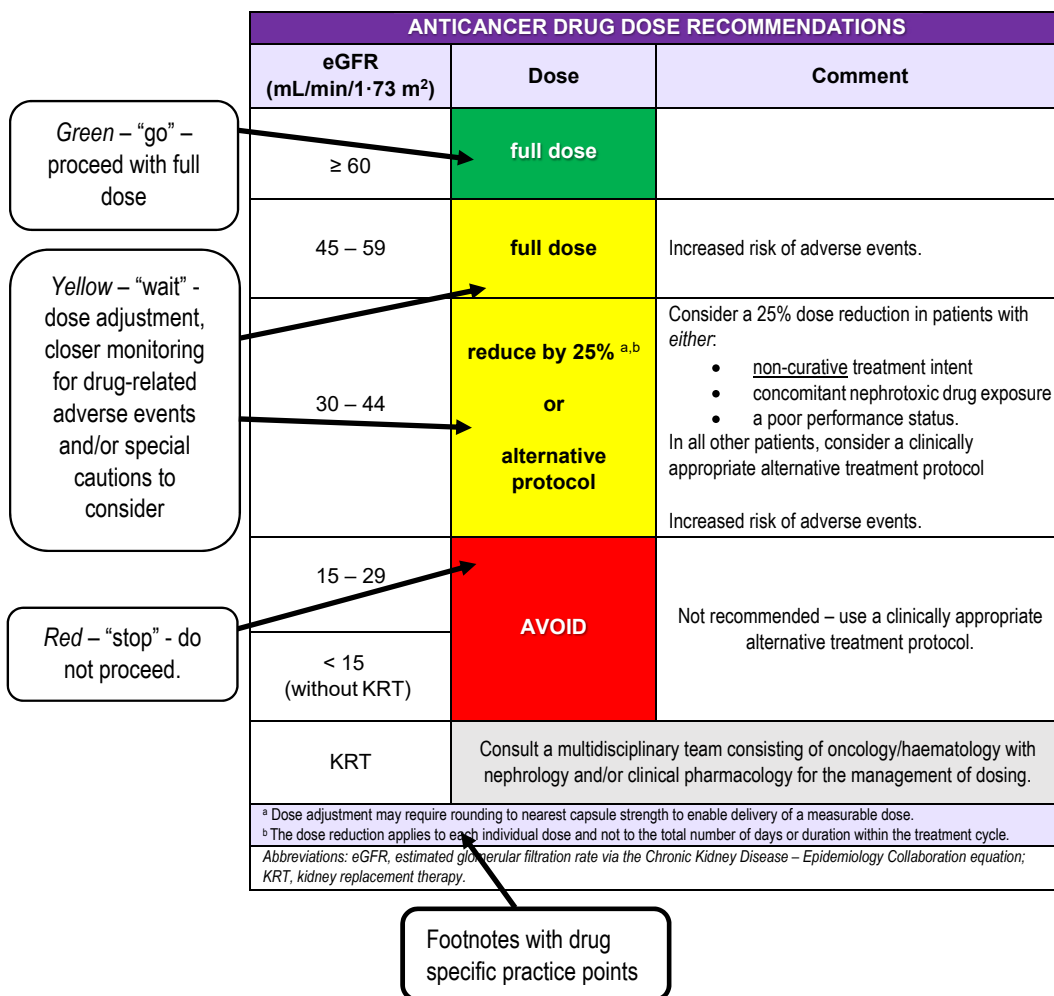 ANTICANCER DRUG DOSE RECOMMENDATIONS
eGFR
(mL/min/1·73 m²)
Dose
Comment
≥ 60
full dose
45 – 59
full dose
Increased risk of adverse events.
30 – 44
reduce by 25% a,b
or
alternative
protocol
Consider a 25% dose reduction in patients with
either:
• non-curative treatment intent
• concomitant nephrotoxic drug exposure
• a poor performance status.
In all other patients, consider a clinically
appropriate alternative treatment protocol
Increased risk of adverse events.
15 – 29
< 15
(without KRT)
AVOID
Not recommended – use a clinically appropriate
alternative treatment protocol.
KRT
Consult a multidisciplinary team consisting of oncology/haematology with
nephrology and/or clinical pharmacology for the management of dosing.
a Dose adjustment may require rounding to nearest capsule strength to enable delivery of a measurable dose.
b The dose reduction applies to each individual dose and not to the total number of days or duration within the treatment cycle.
Abbreviations: eGFR, estimated glomerular filtration rate via the Chronic Kidney Disease – Epidemiology Collaboration equation;
KRT, kidney replacement therapy.
Green – “go” –
proceed with full
dose
Yellow – “wait” -
dose adjustment,
closer monitoring
for drug-related
adverse events
and/or special
cautions to
consider
Red – “stop” - do
not proceed.
Footnotes with drug
specific practice points